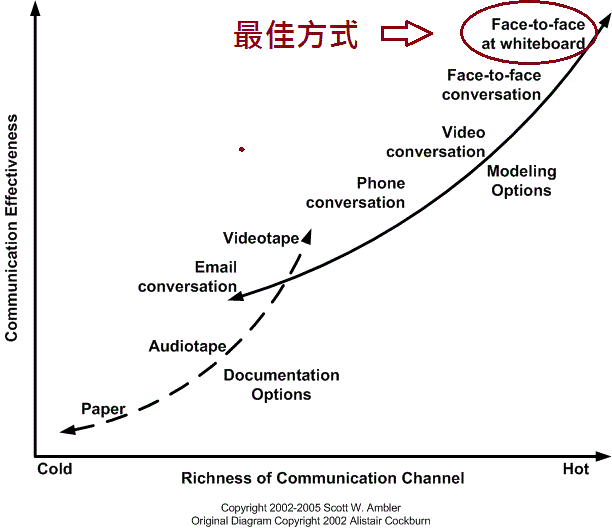 最佳方式
Face-to-face
at whiteboard
Face-to-face
conversation
Video
conversation
Modeling
Options
Phone
conversation
Videotape
Email
conversation
Audiotape
Documentation
Options
Paper
Communication Effectiveness
Cold
Hot
Richness of Communication Channel
Copyright 2002-2005 Scott W. Ambler
Original Diagram Copyright 2002 Alistair Cockburn